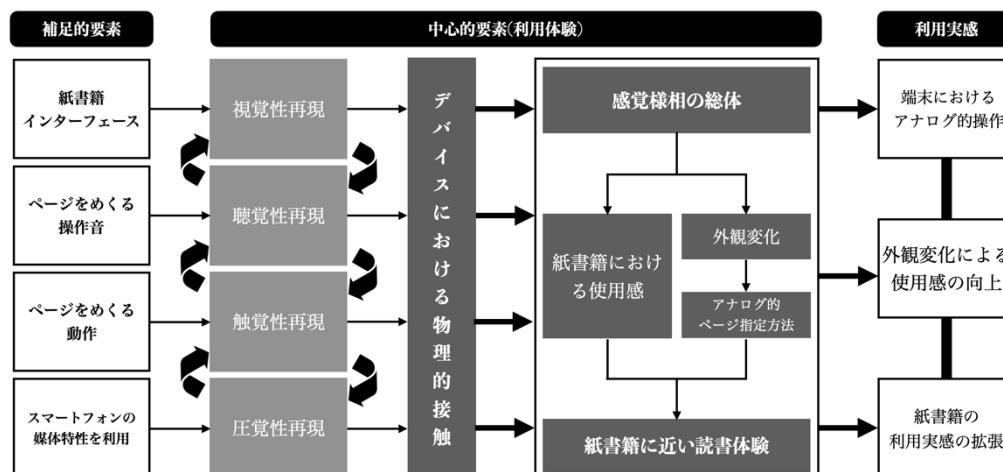 補足的要素
中心的要素(利用体験)
利用実感
紙書籍
インターフェース
ページをめくる
操作音
ページをめくる
動作
スマートフォンの
媒体特性を利用
視覚性再現
聴覚性再現
触覚性再現
圧覚性再現
デバイスにおける物理的接触
感覚様相の総体
紙書籍におけ
る使用感
外観変化
アナログ的
ページ指定方法
紙書籍に近い読書体験
端末における
アナログ的操作
外観変化による
使用感の向上
紙書籍の
利用実感の拡張